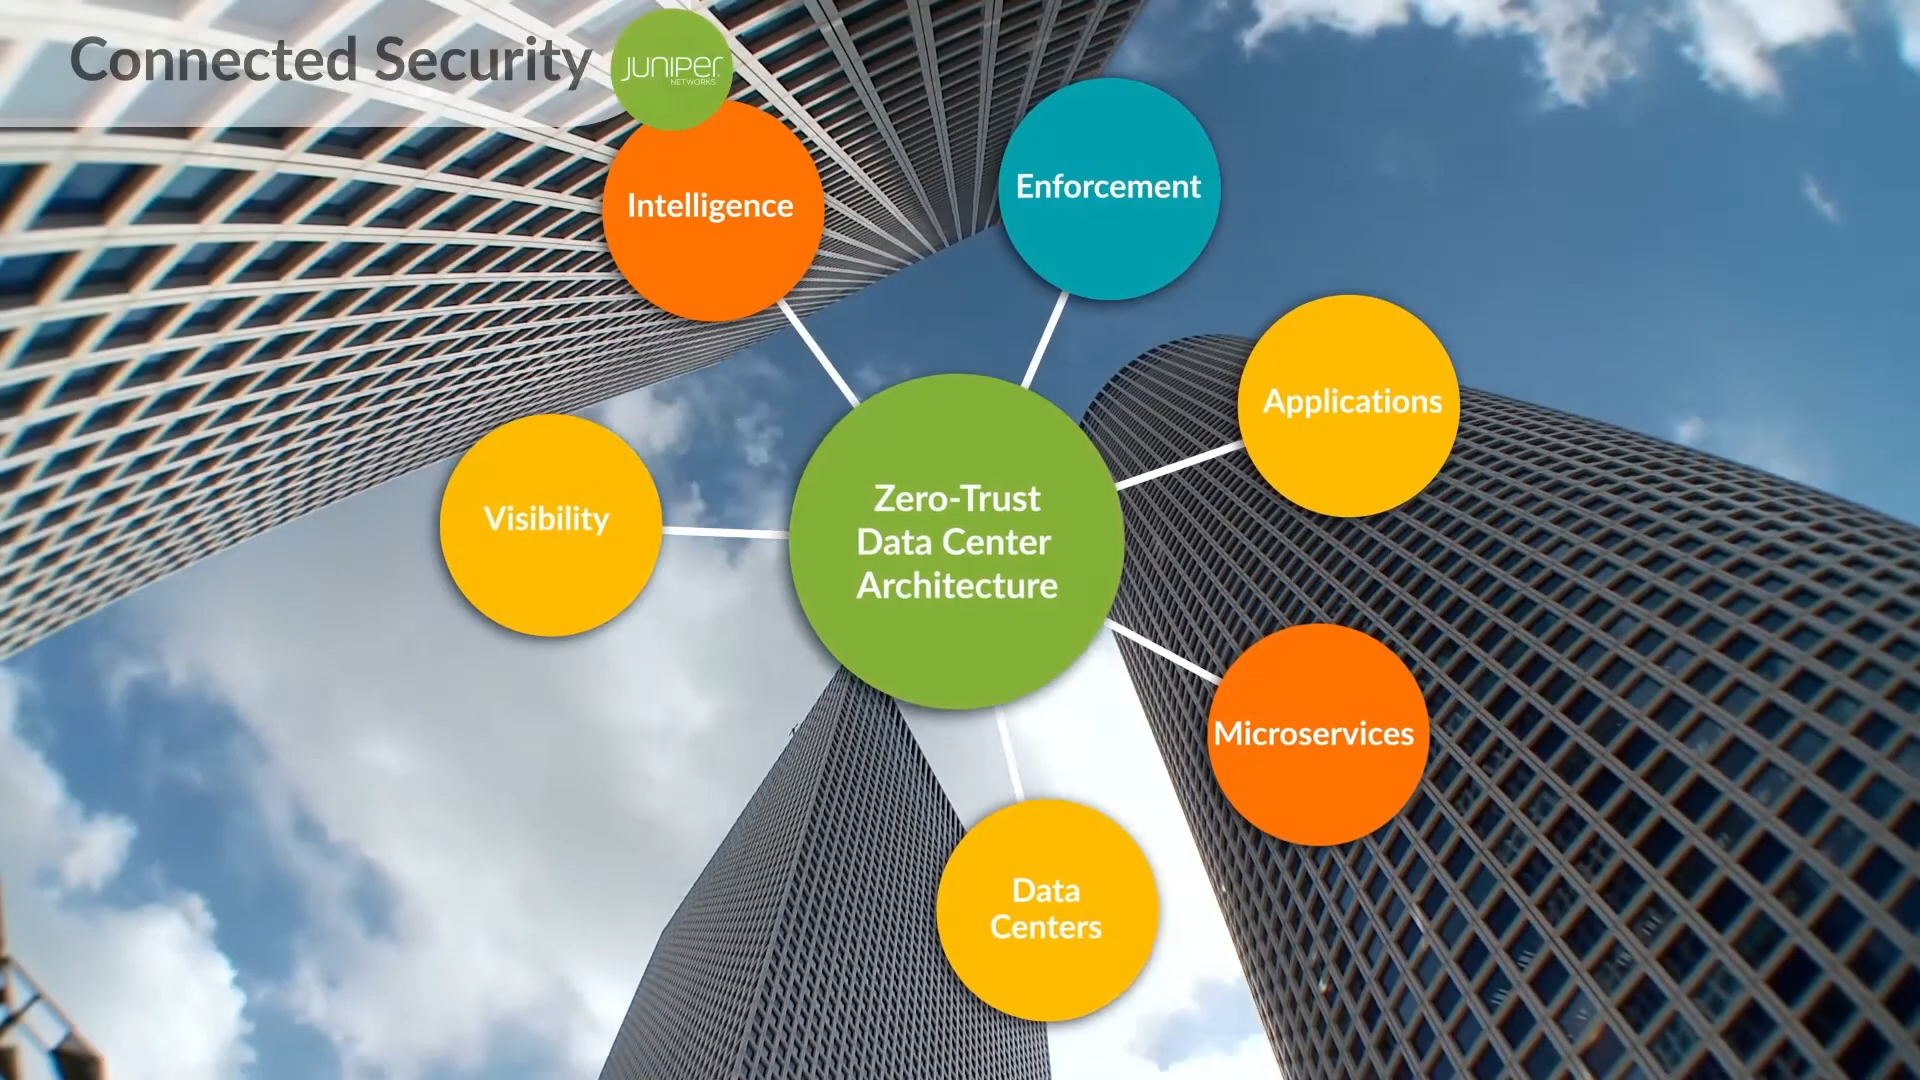 Connected Security
JUNIPEr
NETWORKS
Intelligence
Enforcement
Applications
Visibility
Zero-Trust
Data Center
Architecture
Microservices
Data
Centers